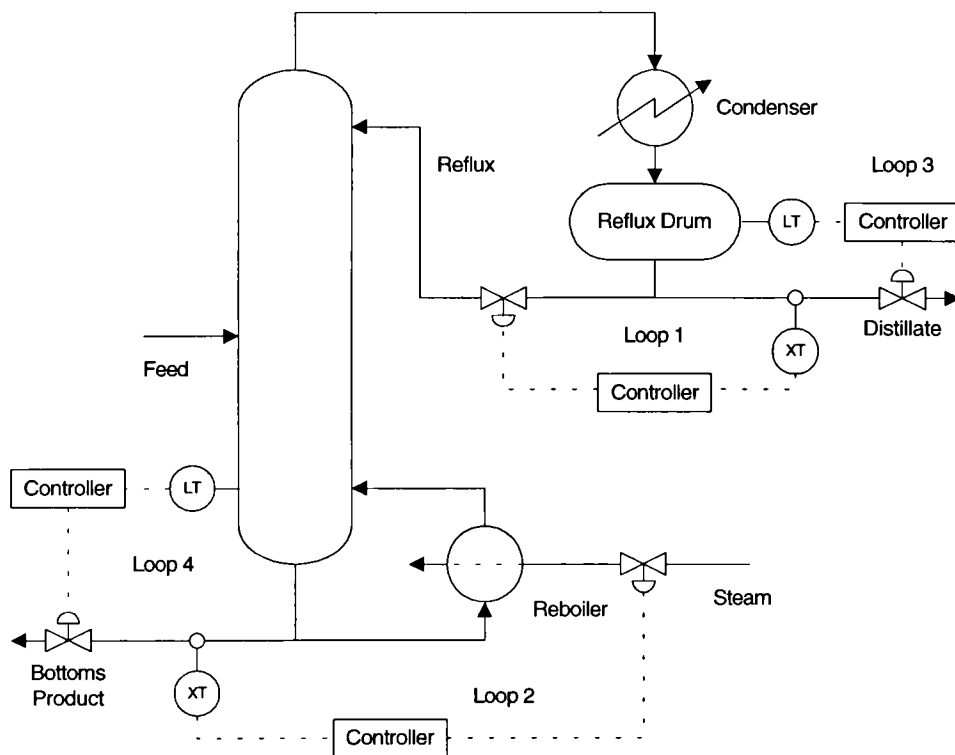 Condenser
Reflux
Loop 3
Reflux Drum
LT
Controller
Loop 1
Distillate
XT
Feed
Controller
Controller
LT
Loop 4
Reboiler
Steam
Bottoms
Product
XT
Loop 2
Controller